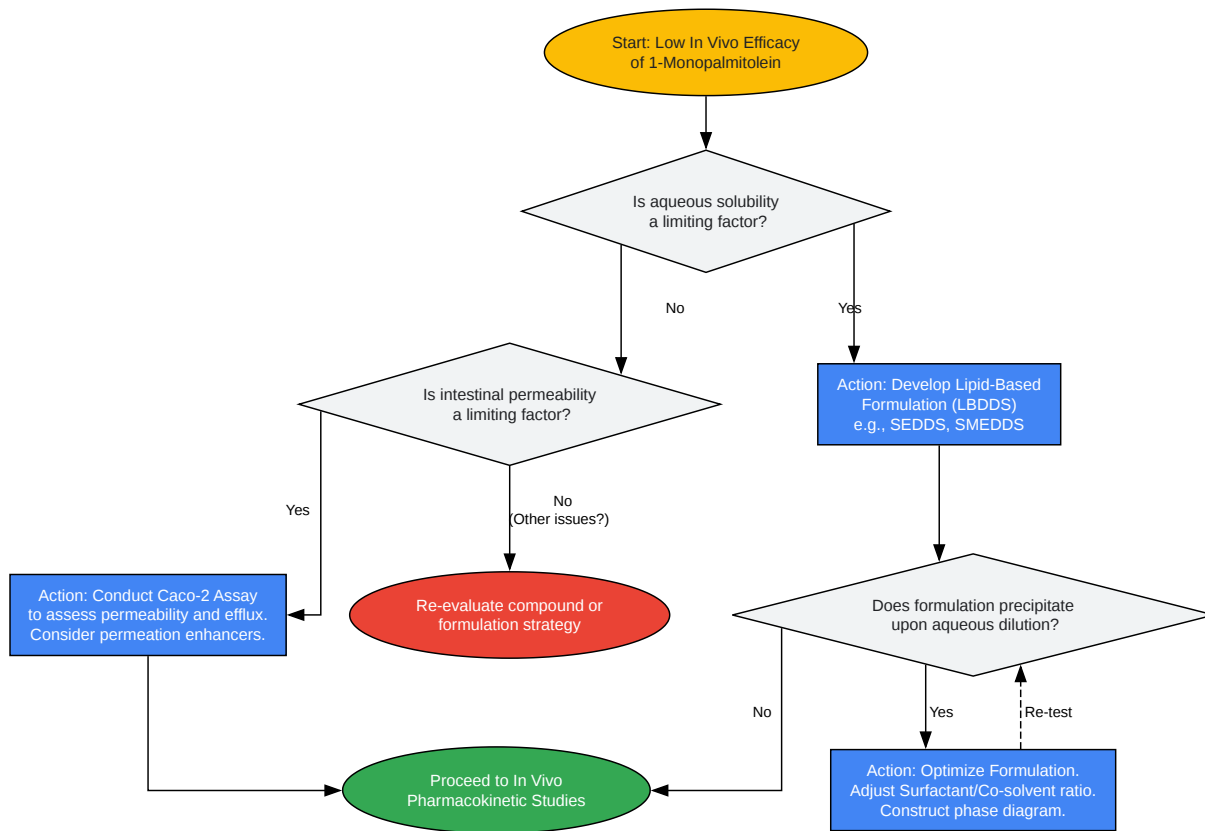 Start: Low In Vivo Efficacy
of 1-Monopalmitolein
Is aqueous solubility
a limiting factor?
No
Yes
Is intestinal permeability
a limiting factor?
Action: Develop Lipid-Based
Formulation (LBDDS)
e.g., SEDDS, SMEDDS
Yes
No
(Other issues?)
Action: Conduct Caco-2 Assay
to assess permeability and efflux.
Consider permeation enhancers.
Re-evaluate compound or
formulation strategy
Does formulation precipitate
upon aqueous dilution?
No
Yes
Re-test
Proceed to In Vivo
Pharmacokinetic Studies
Action: Optimize Formulation.
Adjust Surfactant/Co-solvent ratio.
Construct phase diagram.